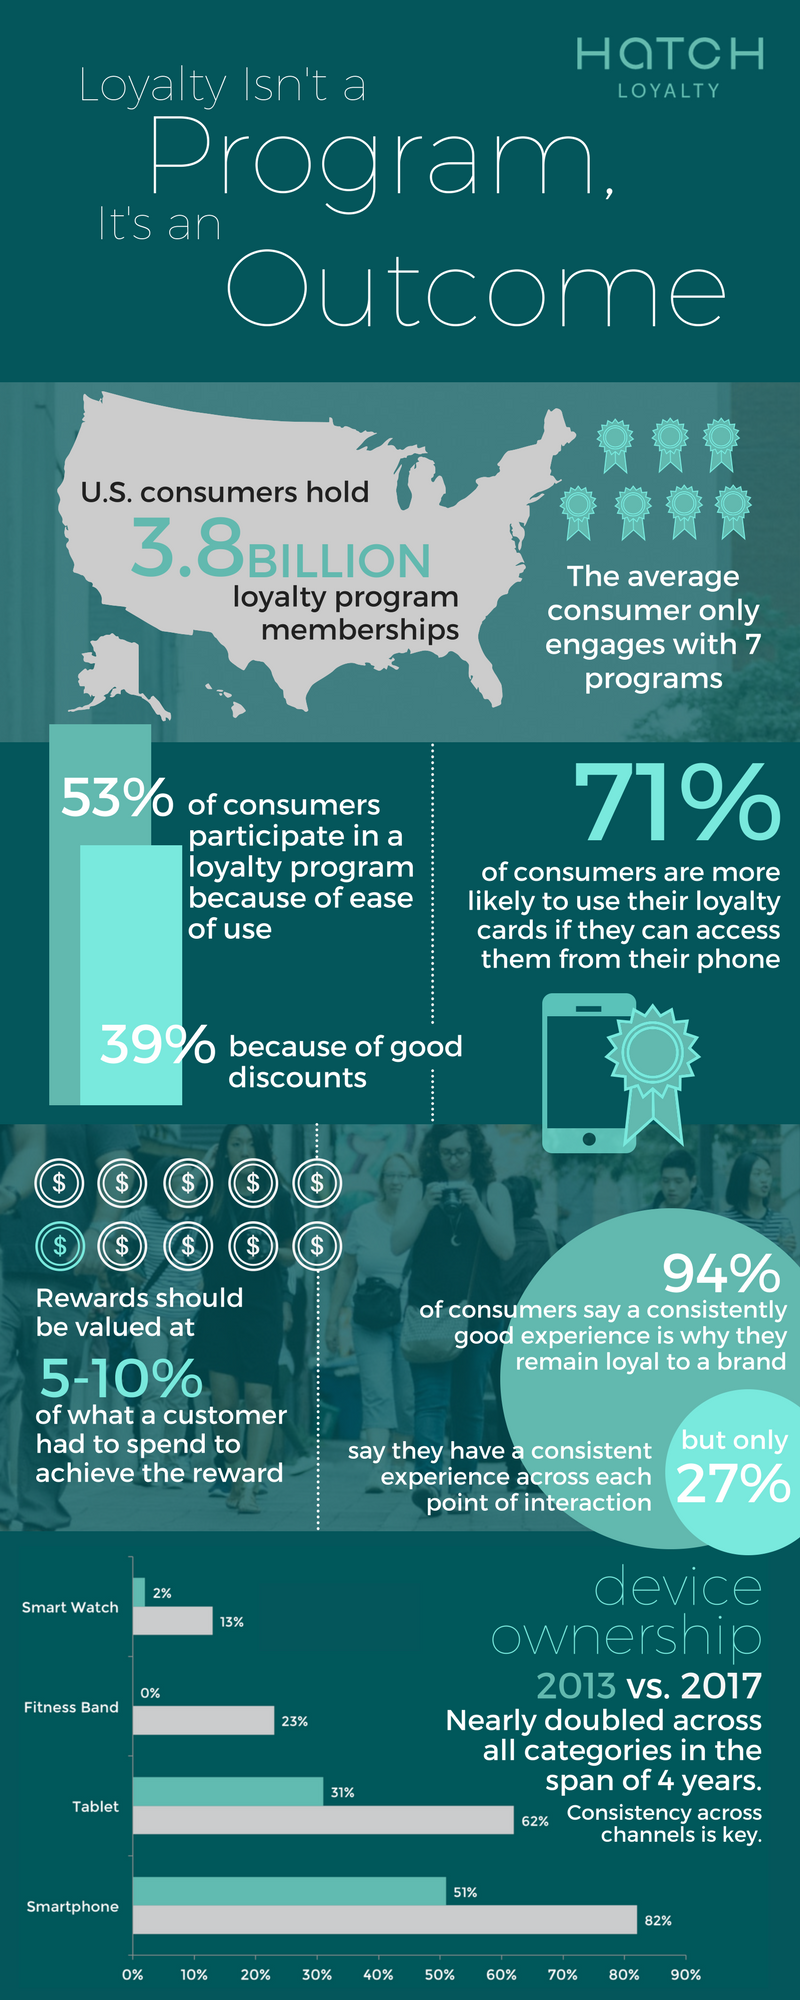 HATCH
LOYALTY
Loyalty Isn't a
Program,
It's an
Outcome
U.S. consumers hold
3.8BILLION
loyalty program
memberships
The average
consumer only
engages with 7
programs
53%
of consumers
participate in a
loyalty program
because of ease
of use
39%
because of good
discounts
71%
of consumers are more
likely to use their loyalty
cards if they can access
them from their phone
$ $ $ $ $
$ $ $ $ $
Rewards should
be valued at
5-10%
of what a customer
had to spend to
achieve the reward
94%
of consumers say a consistently
good experience is why they
remain loyal to a brand
but only
27%
say they have a consistent
experience across each
point of interaction
device
ownership
2013 vs. 2017
Nearly doubled across
all categories in the
span of 4 years.
Consistency across
channels is key.
Smart Watch
2%
13%
Fitness Band
0%
23%
Tablet
31%
62%
Smartphone
51%
82%
0% 10% 20% 30% 40% 50% 60% 70% 80% 90%